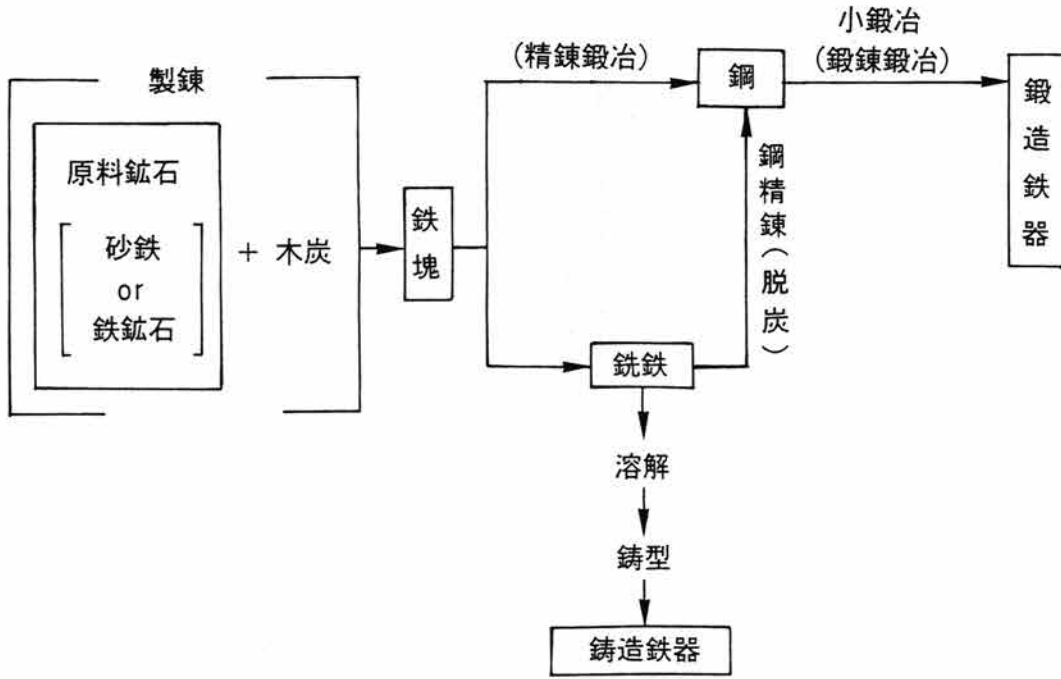 製錬
原料鉱石
砂鉄
or
鉄鉱石
+ 木炭
鉄塊
(精錬鍛冶)
鋼
小鍛冶
(鍛錬鍛冶)
鍛造鉄器
鋼精錬(脱炭)
銑鉄
溶解
鋳型
鋳造鉄器